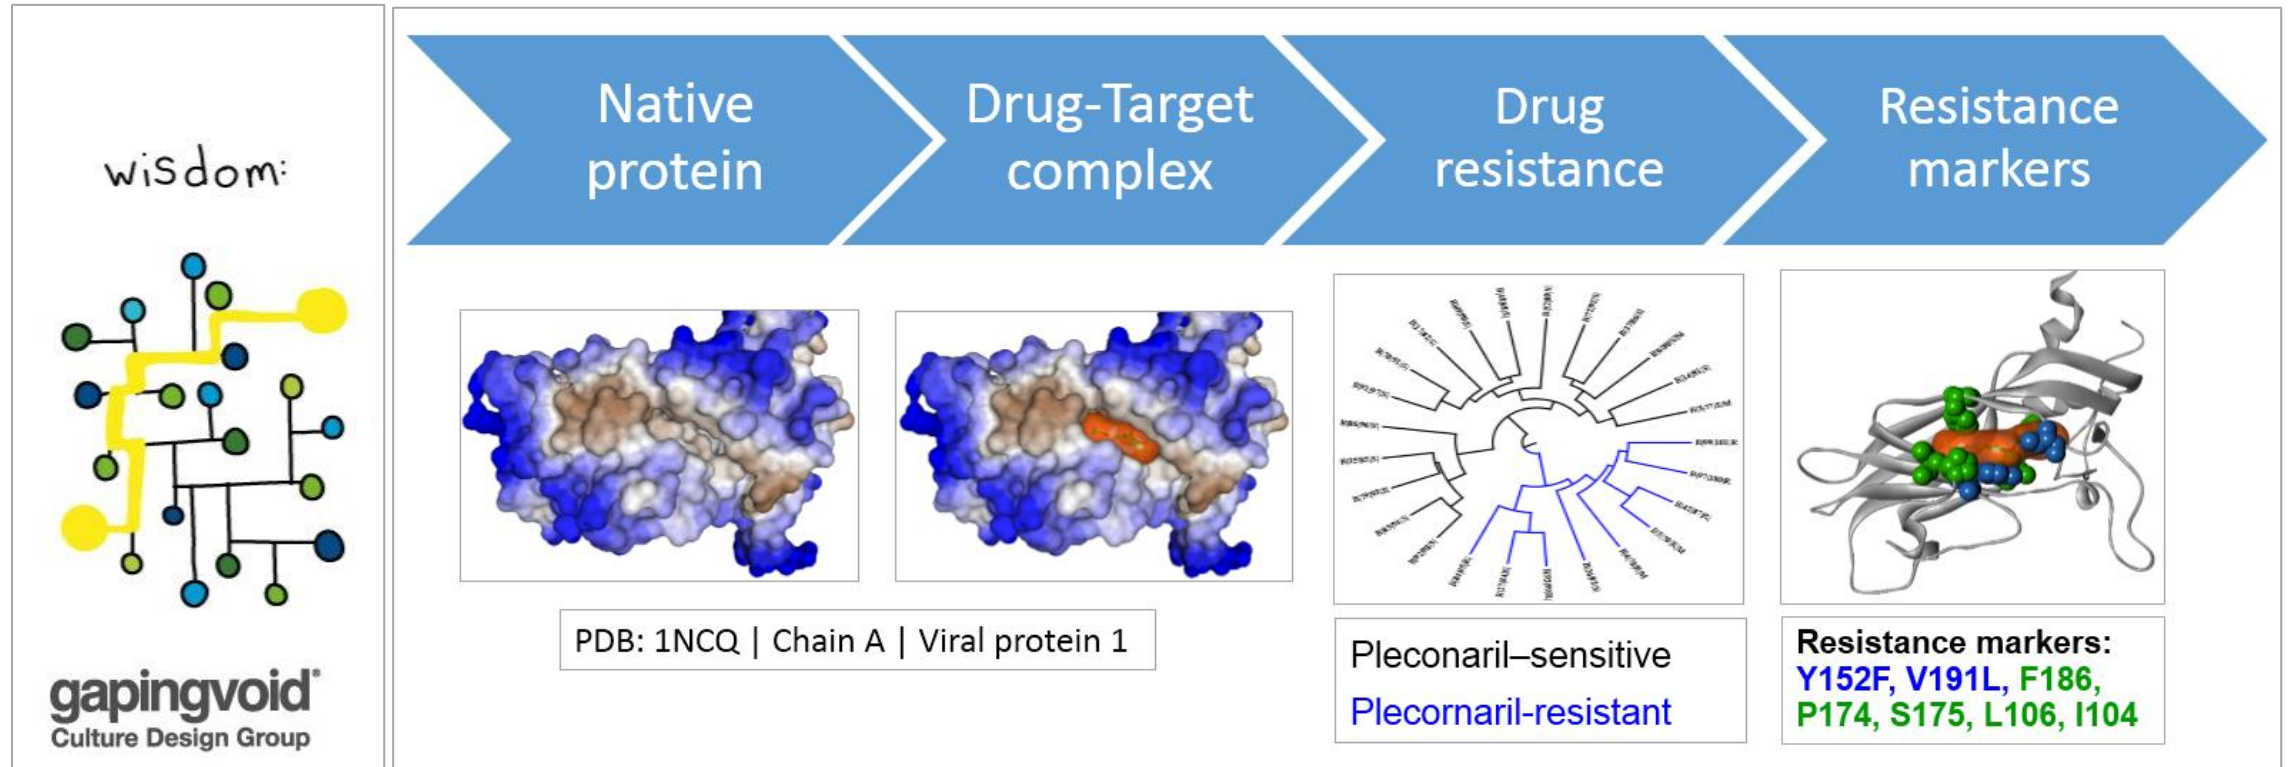 wisdom:
gapingvoid®
Culture Design Group
Native
protein
Drug-Target
complex
Drug
resistance
Resistance
markers
PDB: 1NCQ | Chain A | Viral protein 1
Pleconaril–sensitive
Plecornaril-resistant
Resistance markers:
Y152F, V191L, F186,
P174, S175, L106, I104